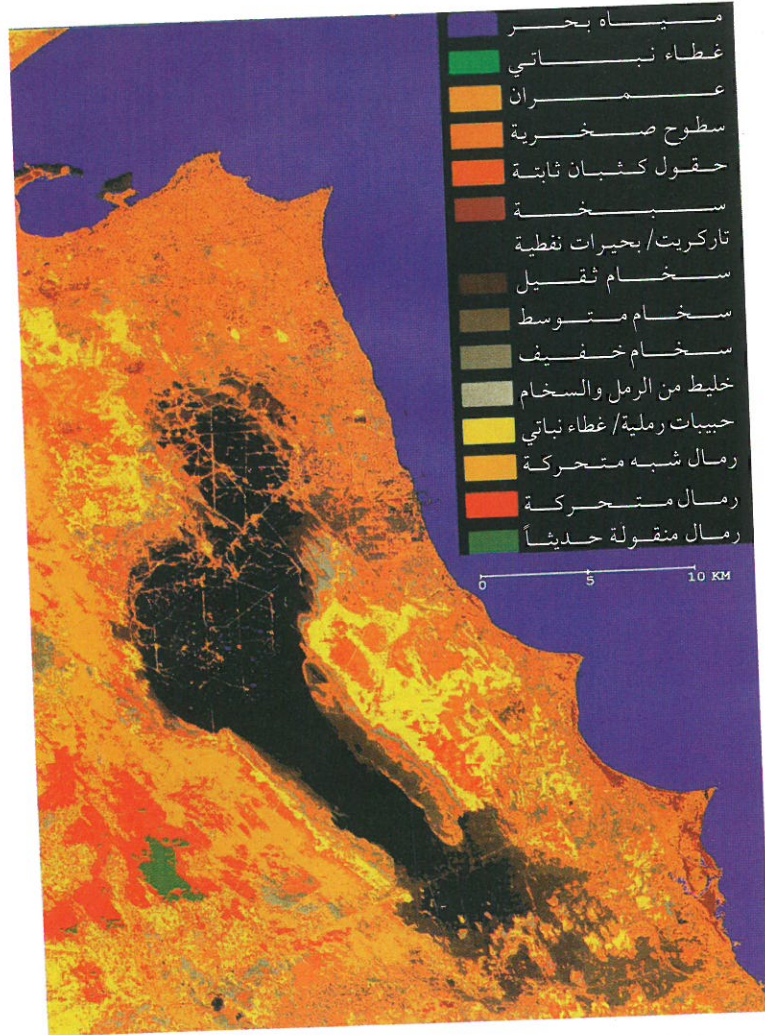 مياه بحر
غطاء نباتي
عمران
سطوح صخرية
حقول كثبان ثابتة
سبخة
تاركريت/ بحيرات نفطية
سخام ثقيل
سخام متوسط
سخام خفيف
خليط من الرمل والسخام
حبيبات رملية/ غطاء نباتي
رمال شبه متحركة
رمال متحركة
رمال منقولة حديثاً
0 5 10 KM